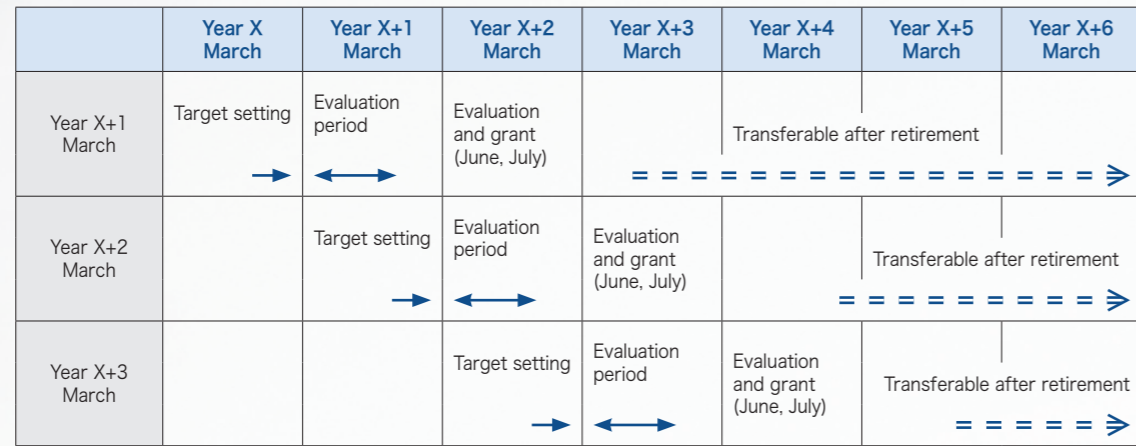 Year X
March
Year X+1
March
Year X+2
March
Year X+3
March
Year X+4
March
Year X+5
March
Year X+6
March
Year X+1
March
Target setting
Evaluation
period
Evaluation
and grant
(June, July)
Transferable after retirement
Year X+2
March
Target setting
Evaluation
period
Evaluation
and grant
(June, July)
Transferable after retirement
Year X+3
March
Target setting
Evaluation
period
Evaluation
and grant
(June, July)
Transferable after retirement